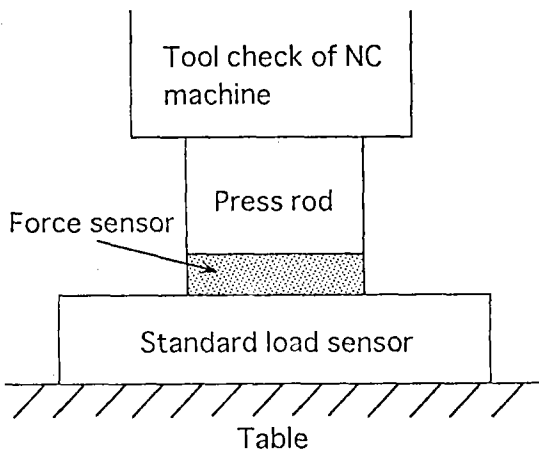 Tool check of NC
machine
Press rod
Force sensor
Standard load sensor
Table